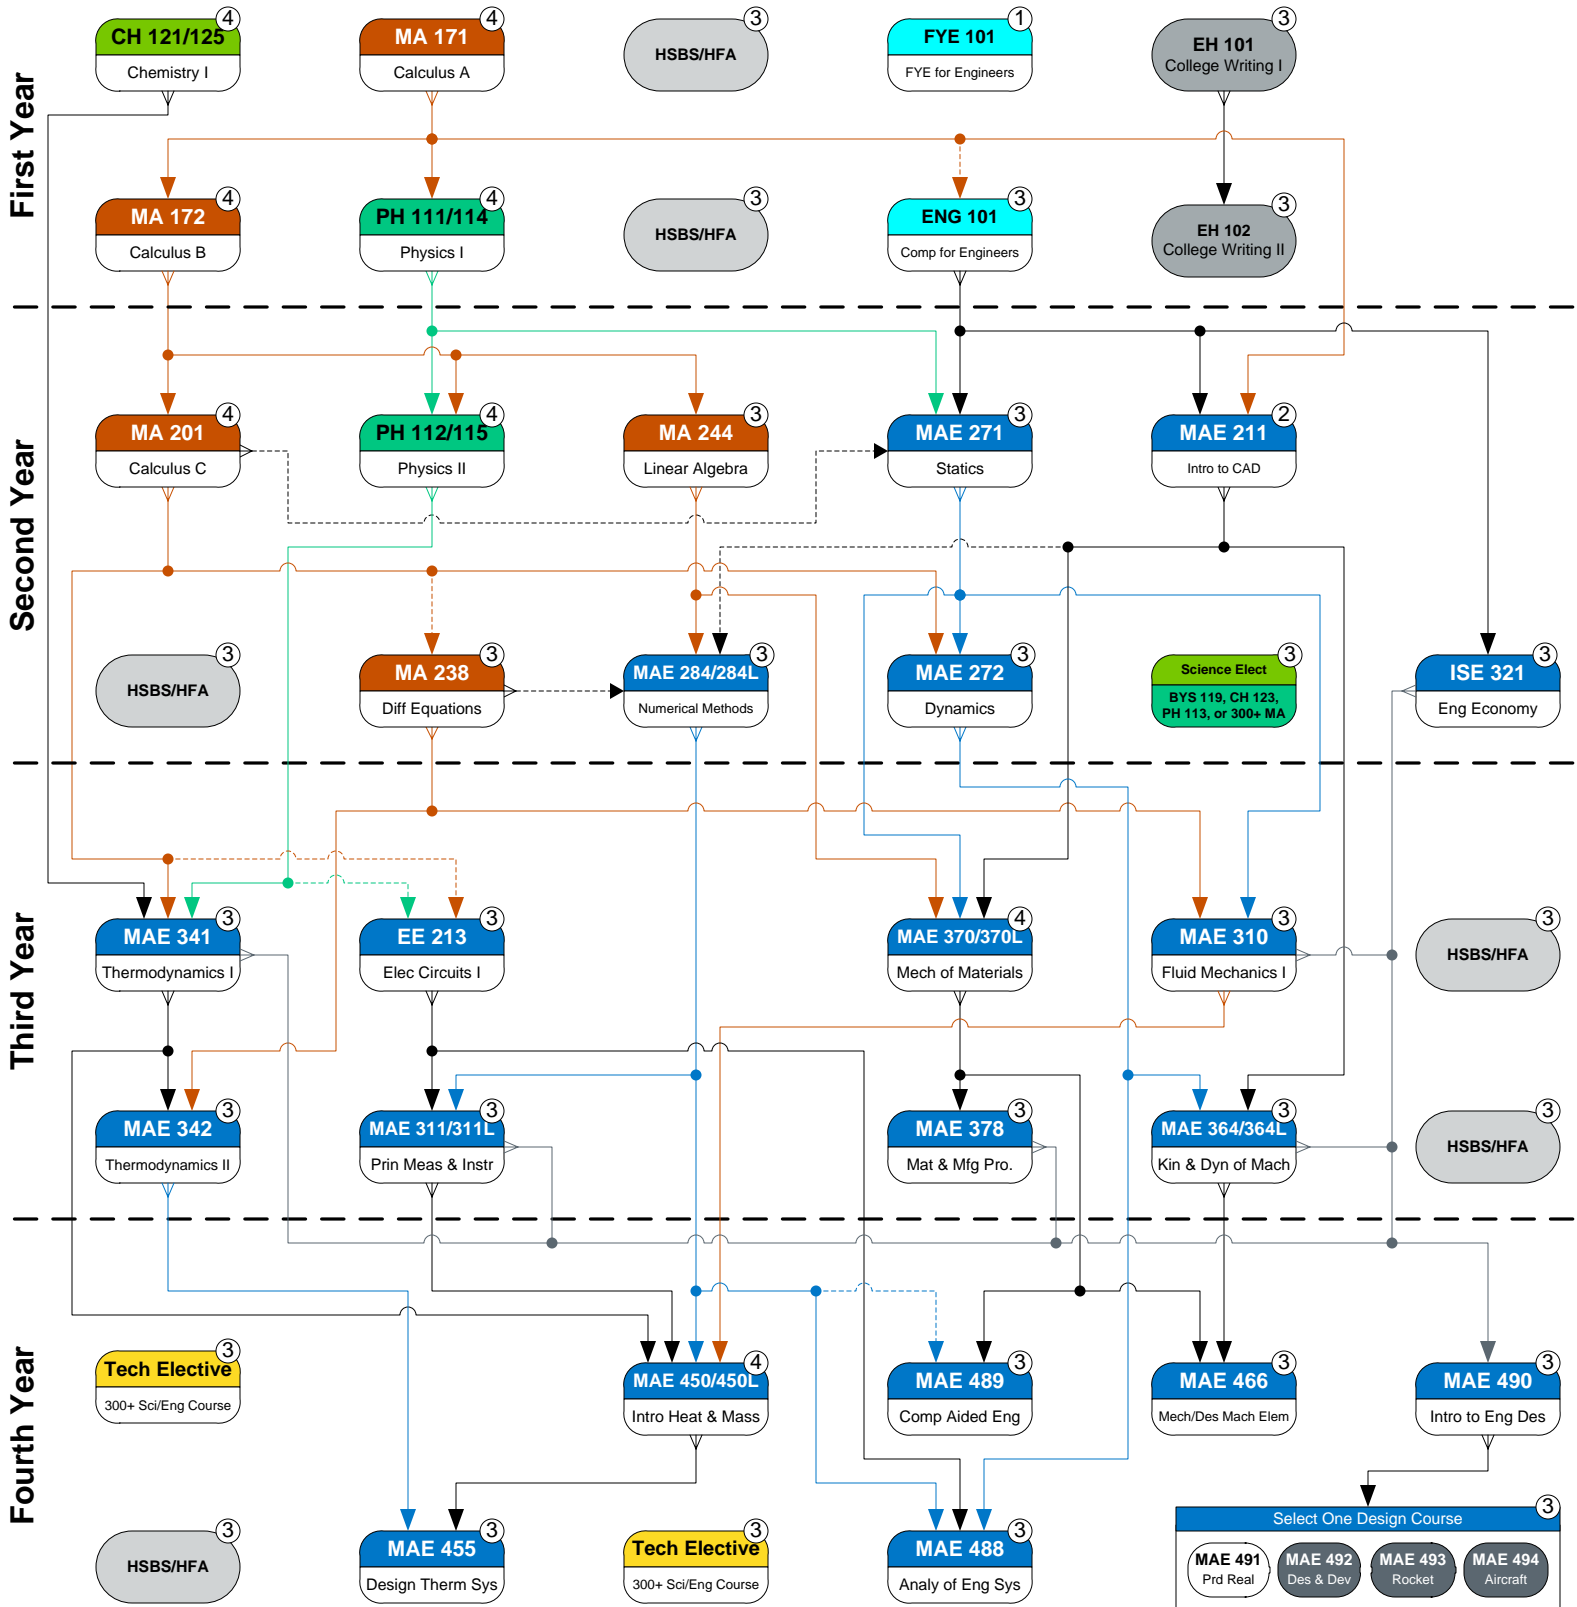 First Year
4
CH 121/125
Chemistry I
4
MA 171
Calculus A
3
HSBS/HFA
1
FYE 101
FYE for Engineers
3
EH 101
College Writing I
4
MA 172
Calculus B
4
PH 111/114
Physics I
3
HSBS/HFA
3
ENG 101
Comp for Engineers
3
EH 102
College Writing II
Second Year
4
MA 201
Calculus C
4
PH 112/115
Physics II
3
MA 244
Linear Algebra
3
MAE 271
Statics
2
MAE 211
Intro to CAD
3
HSBS/HFA
3
MA 238
Diff Equations
3
MAE 284/284L
Numerical Methods
3
MAE 272
Dynamics
3
Science Elect
BYS 119, CH 123,
PH 113, or 300+ MA
3
ISE 321
Eng Economy
Third Year
3
MAE 341
Thermodynamics I
3
EE 213
Elec Circuits I
4
MAE 370/370L
Mech of Materials
3
MAE 310
Fluid Mechanics I
3
HSBS/HFA
3
MAE 342
Thermodynamics II
3
MAE 311/311L
Prin Meas & Instr
3
MAE 378
Mat & Mfg Pro.
3
MAE 364/364L
Kin & Dyn of Mach
3
HSBS/HFA
Fourth Year
3
Tech Elective
300+ Sci/Eng Course
4
MAE 450/450L
Intro Heat & Mass
3
MAE 489
Comp Aided Eng
3
MAE 466
Mech/Des Mach Elem
3
MAE 490
Intro to Eng Des
3
HSBS/HFA
3
MAE 455
Design Therm Sys
3
Tech Elective
300+ Sci/Eng Course
3
MAE 488
Analy of Eng Sys
3
Select One Design Course
MAE 491
Prd Real
MAE 492
Des & Dev
MAE 493
Rocket
MAE 494
Aircraft